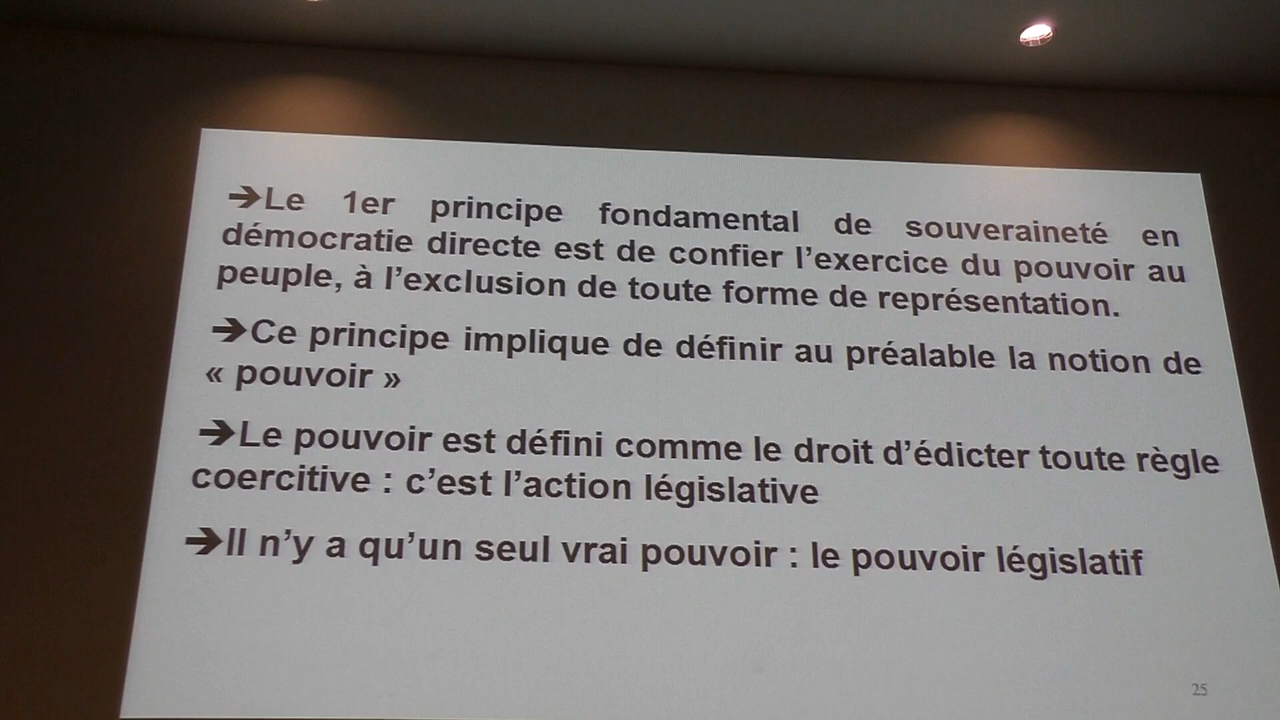 ➔Le 1er principe fondamental de souveraineté en
démocratie directe est de confier l’exercice du pouvoir au
peuple, à l’exclusion de toute forme de représentation.
➔Ce principe implique de définir au préalable la notion de
« pouvoir »
➔Le pouvoir est défini comme le droit d’édicter toute règle
coercitive : c’est l’action législative
➔Il n’y a qu’un seul vrai pouvoir : le pouvoir législatif
25